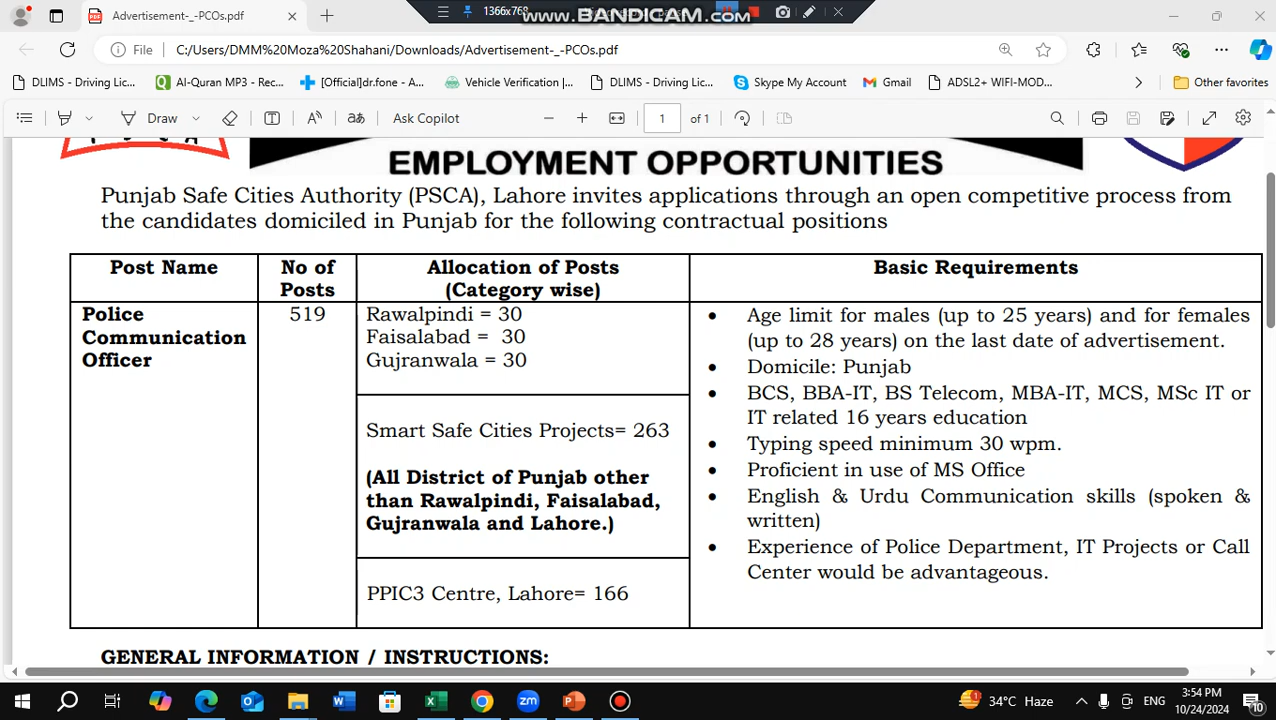 Advertisement-_-PCOs.pdf
1366x768
www.BANDICAM.com
File C:/Users/DMM%20Moza%20Shahani/Downloads/Advertisement-_-PCOs.pdf
DLIMS - Driving Lic... Al-Quran MP3 - Rec... [Official]dr.fone - A... Vehicle Verification |... DLIMS - Driving Lic... Skype My Account Gmail ADSL2+ WIFI-MOD... Other favorites
Draw Ask Copilot 1 of 1
EMPLOYMENT OPPORTUNITIES
Punjab Safe Cities Authority (PSCA), Lahore invites applications through an open competitive process from
the candidates domiciled in Punjab for the following contractual positions
Post Name
No of
Posts
Allocation of Posts
(Category wise)
Basic Requirements
Police
Communication
Officer
519
Rawalpindi = 30
Faisalabad = 30
Gujranwala = 30
Smart Safe Cities Projects= 263
(All District of Punjab other
than Rawalpindi, Faisalabad,
Gujranwala and Lahore.)
PPIC3 Centre, Lahore= 166
• Age limit for males (up to 25 years) and for females
(up to 28 years) on the last date of advertisement.
• Domicile: Punjab
• BCS, BBA-IT, BS Telecom, MBA-IT, MCS, MSc IT or
IT related 16 years education
• Typing speed minimum 30 wpm.
• Proficient in use of MS Office
• English & Urdu Communication skills (spoken &
written)
• Experience of Police Department, IT Projects or Call
Center would be advantageous.
GENERAL INFORMATION / INSTRUCTIONS:
34°C Haze
ENG
3:54 PM
10/24/2024